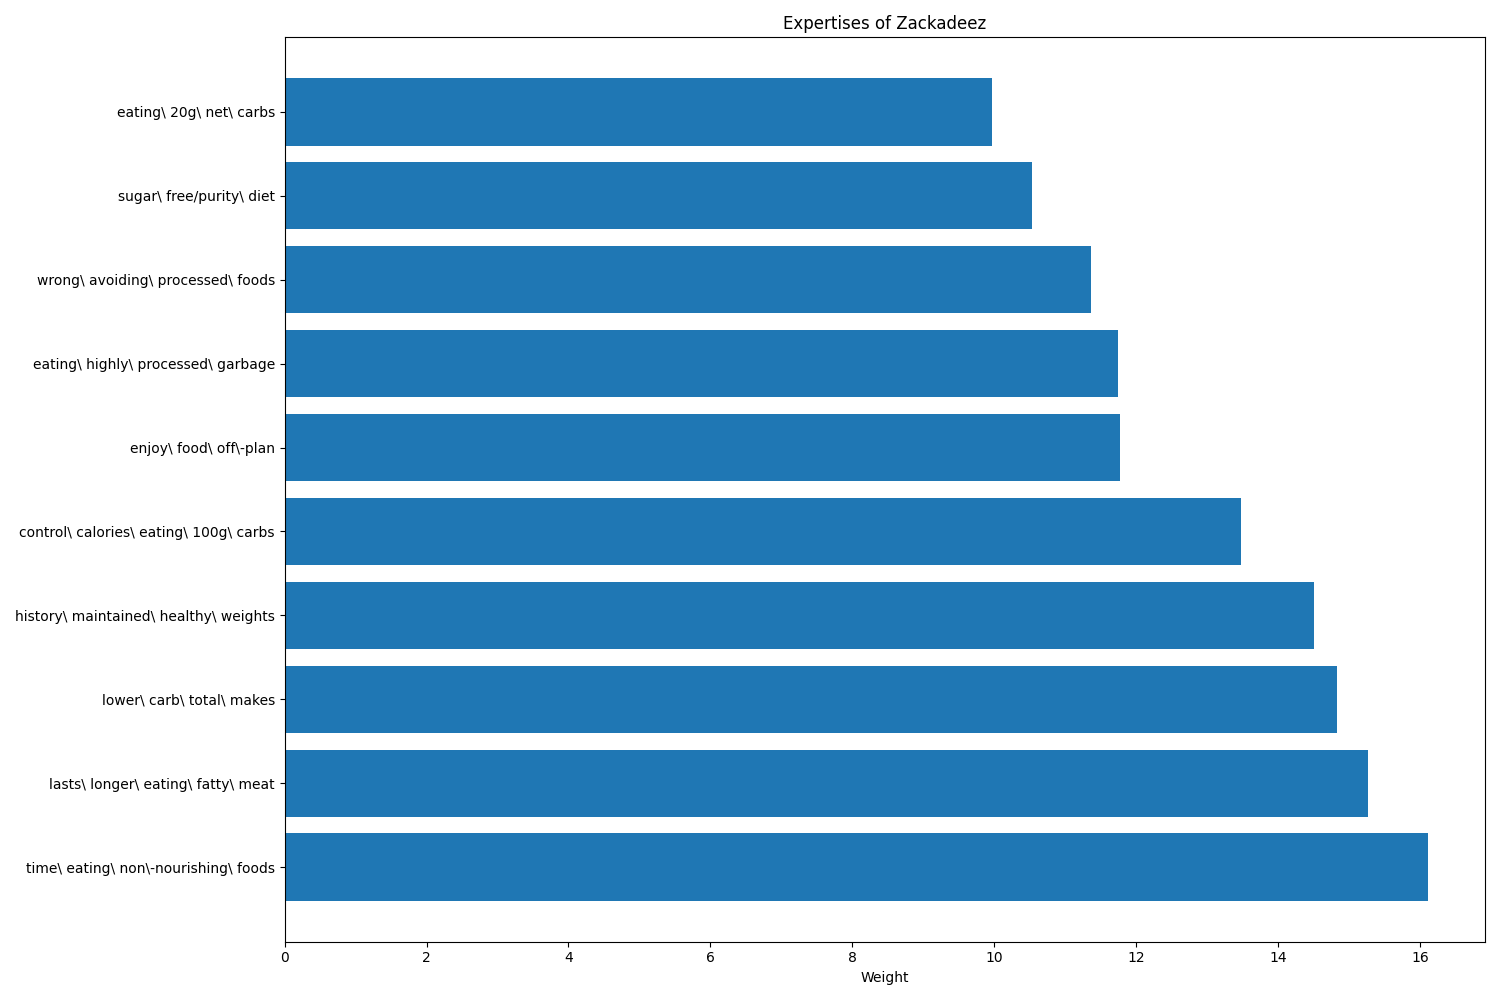 Expertises of Zackadeez
eating\ 20g\ net\ carbs
sugar\ free/purity\ diet
wrong\ avoiding\ processed\ foods
eating\ highly\ processed\ garbage
enjoy\ food\ off\-plan
control\ calories\ eating\ 100g\ carbs
history\ maintained\ healthy\ weights
lower\ carb\ total\ makes
lasts\ longer\ eating\ fatty\ meat
time\ eating\ non\-nourishing\ foods
0 2 4 6 8 10 12 14 16
Weight